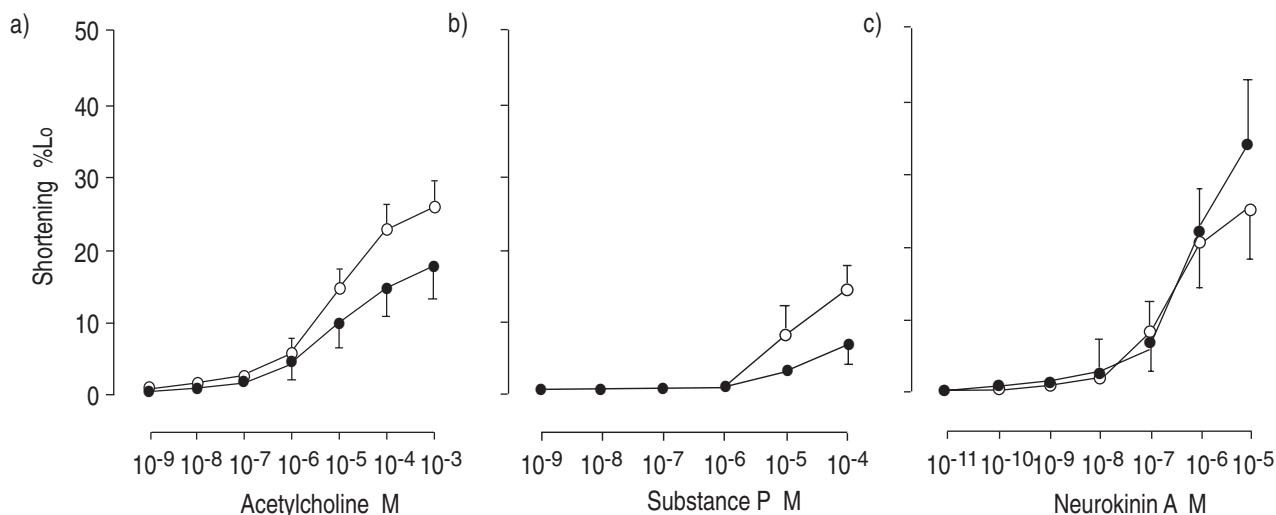 a)
50
40
30
20
10
0
Shortening %Lo
10-9 10-8 10-7 10-6 10-5 10-4 10-3
Acetylcholine M
b)
10-9 10-8 10-7 10-6 10-5 10-4
Substance P M
c)
10-11 10-10 10-9 10-8 10-7 10-6 10-5
Neurokinin A M